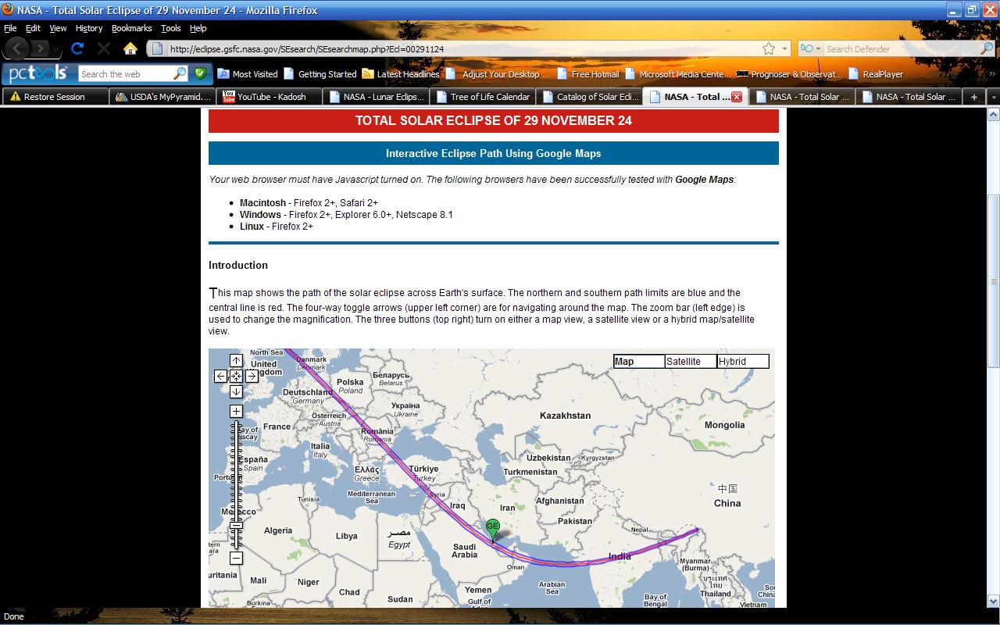 NASA - Total Solar Eclipse of 29 November 24 - Mozilla Firefox
File Edit View History Bookmarks Tools Help
http://eclipse.gsfc.nasa.gov/SEsearch/SEsearchmap.php?Ecl=00291124
Search Defender
pctools Search the web Most Visited Getting Started Latest Headlines Adjust Your Desktop ... Free Hotmail Microsoft Media Cente... Prognoser & Observat... RealPlayer
Restore Session USDA's MyPyramid.... YouTube - Kadosh NASA - Lunar Eclips... Tree of Life Calendar Catalog of Solar Ecli... NASA - Total ... NASA - Total Solar ... NASA - Total Solar ...
TOTAL SOLAR ECLIPSE OF 29 NOVEMBER 24
Interactive Eclipse Path Using Google Maps
Your web browser must have Javascript turned on. The following browsers have been successfully tested with Google Maps:
Macintosh - Firefox 2+, Safari 2+
Windows - Firefox 2+, Explorer 6.0+, Netscape 8.1
Linux - Firefox 2+
Introduction
This map shows the path of the solar eclipse across Earth's surface. The northern and southern path limits are blue and the
central line is red. The four-way toggle arrows (upper left corner) are for navigating around the map. The zoom bar (left edge) is
used to change the magnification. The three buttons (top right) turn on either a map view, a satellite view or a hybrid map/satellite
view.
Map Satellite Hybrid
North Sea
Danmark
Denmark
United
Kingdom
Беларусь
Belarus
Polska
Poland
Deutschland
Germany
Україна
Ukraine
Österreich
Austria
Kazakhstan
France
Mongolia
România
Romania
Italia
Italy
Uzbekistan
Kyrgyzstan
España
Spain
Ελλάς
Greece
Türkiye
Turkey
Turkmenistan
中国
China
Tunisia
Mediterranean
Sea
Syria
Iraq
Iran
Afghanistan
Pakistan
Algeria
Libya
مصر
Egypt
GE
Nepal
Saudi
Arabia
India
Oman
Myanmar
(Burma)
Mali
Niger
Chad
Sudan
Yemen
Gulf of
Arabian
Sea
Bay of
Bengal
ประเทศ
ไทย
Thailand
Vietnam
Burkina
Done